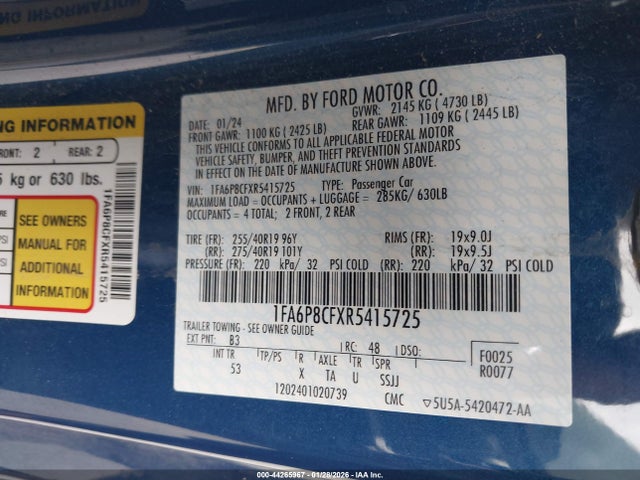 NG INFORMATION
MFD. BY FORD MOTOR CO.
DATE: 01/24 GVWR: 2145 KG ( 4730 LB)
FRONT GAWR: 1100 KG ( 2425 LB) REAR GAWR: 1109 KG ( 2445 LB)
THIS VEHICLE CONFORMS TO ALL APPLICABLE FEDERAL MOTOR
VEHICLE SAFETY, BUMPER, AND THEFT PREVENTION STANDARDS
IN EFFECT ON THE DATE OF MANUFACTURE SHOWN ABOVE.
VIN: 1FA6P8CFXR5415725 TYPE: Passenger Car
MAXIMUM LOAD = OCCUPANTS + LUGGAGE = 285KG/ 630LB
OCCUPANTS = 4 TOTAL; 2 FRONT, 2 REAR
TIRE (FR): 255/40R19 96Y RIMS (FR): 19x9.0J
(RR): 275/40R19 101Y (RR): 19x9.5J
PRESSURE (FR): 220 kPa/ 32 PSI COLD (RR): 220 kPa/ 32 PSI COLD
1FA6P8CFXR5415725
TRAILER TOWING - SEE OWNER GUIDE
EXT PNT: B3 RC: 48 DSO: F0025
INT TR TP/PS R AXLE TR SPR R0077
53 X TA U SSJJ
1202401020739 CMC ▽5U5A-5420472-AA
NG INFORMATION
FRONT: 2 REAR: 2
5 kg or 630 lbs.
SEE OWNERS
MANUAL FOR
ADDITIONAL
INFORMATION
PSI
PSI
1FA6P8CFXR5415725
000-44265967 - 01/28/2026 - IAA Inc.